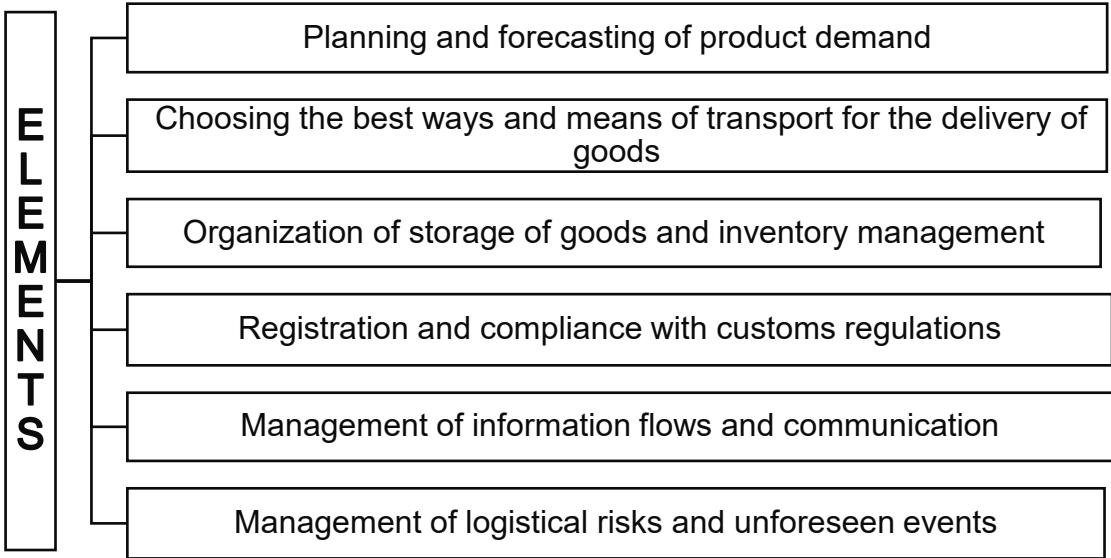 ELEMENTS
Planning and forecasting of product demand
Choosing the best ways and means of transport for the delivery of
goods
Organization of storage of goods and inventory management
Registration and compliance with customs regulations
Management of information flows and communication
Management of logistical risks and unforeseen events